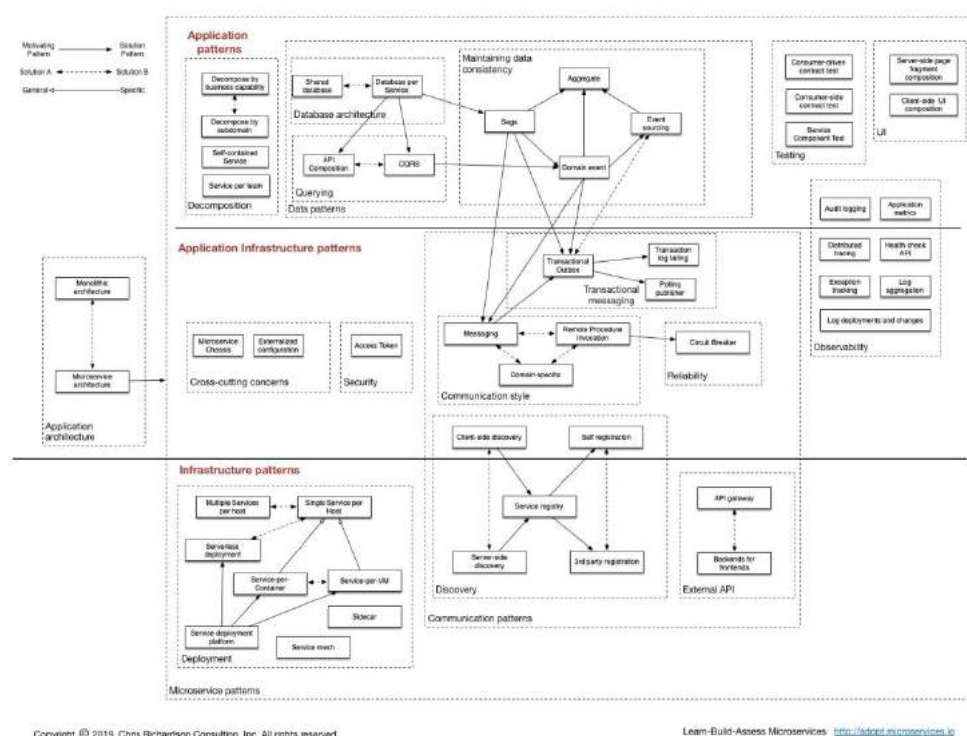 Motivating
Pattern
Solution
Pattern
Solution A
Solution B
General
Specific
Application
patterns
Decompose by
business capability
Decompose by
subdomain
Self-contained
Service
Service per team
Decomposition
Shared
database
Database per
Service
Database architecture
API
Composition
CQRS
Querying
Data patterns
Maintaining data
consistency
Aggregate
Saga
Event
sourcing
Domain event
Consumer-driven
contract test
Consumer-side
contract test
Service
Component Test
Testing
Server-side page
fragment
composition
Client-side UI
composition
UI
Application Infrastructure patterns
Monolithic
architecture
Microservice
architecture
Application
architecture
Microservice
Chassis
Externalized
configuration
Cross-cutting concerns
Access Token
Security
Transactional
Outbox
Transaction
log tailing
Polling
publisher
Transactional
messaging
Messaging
Remote Procedure
Invocation
Domain-specific
Communication style
Circuit Breaker
Reliability
Audit logging
Application
metrics
Distributed
tracing
Health check
API
Exception
tracking
Log
aggregation
Log deployments and changes
Observability
Infrastructure patterns
Multiple Services
per host
Single Service per
Host
Serverless
deployment
Service-per-
Container
Service-per-VM
Service deployment
platform
Sidecar
Service mesh
Deployment
Client-side discovery
Self registration
Service registry
Server-side
discovery
3rd party registration
Discovery
API gateway
Backends for
frontends
External API
Communication patterns
Microservice patterns
Copyright © 2019. Chris Richardson Consulting, Inc. All rights reserved
Learn-Build-Assess Microservices http://adopt.microservices.io